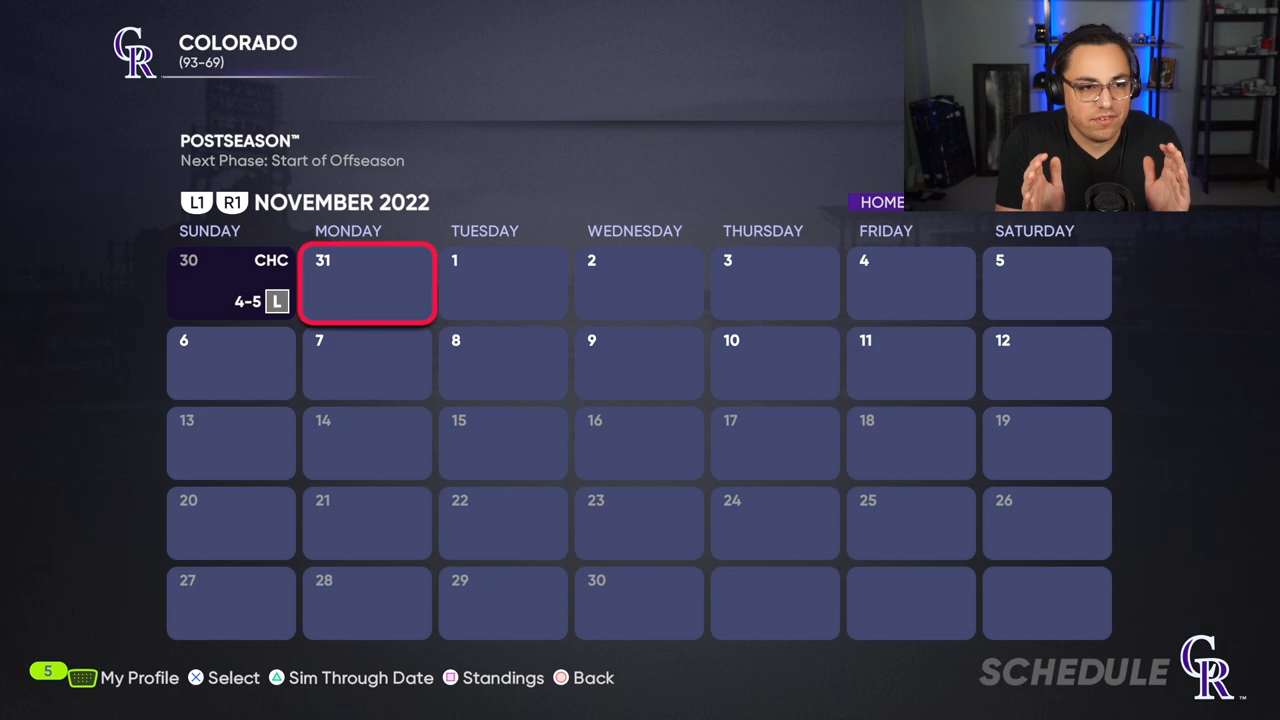 CR
COLORADO
(93-69)
POSTSEASON™
Next Phase: Start of Offseason
L1 R1 NOVEMBER 2022
HOME
SUNDAY MONDAY TUESDAY WEDNESDAY THURSDAY FRIDAY SATURDAY
30 CHC 31 1 2 3 4 5
4-5 L
6 7 8 9 10 11 12
13 14 15 16 17 18 19
20 21 22 23 24 25 26
27 28 29 30
5 My Profile Select Sim Through Date Standings Back
SCHEDULE CR™